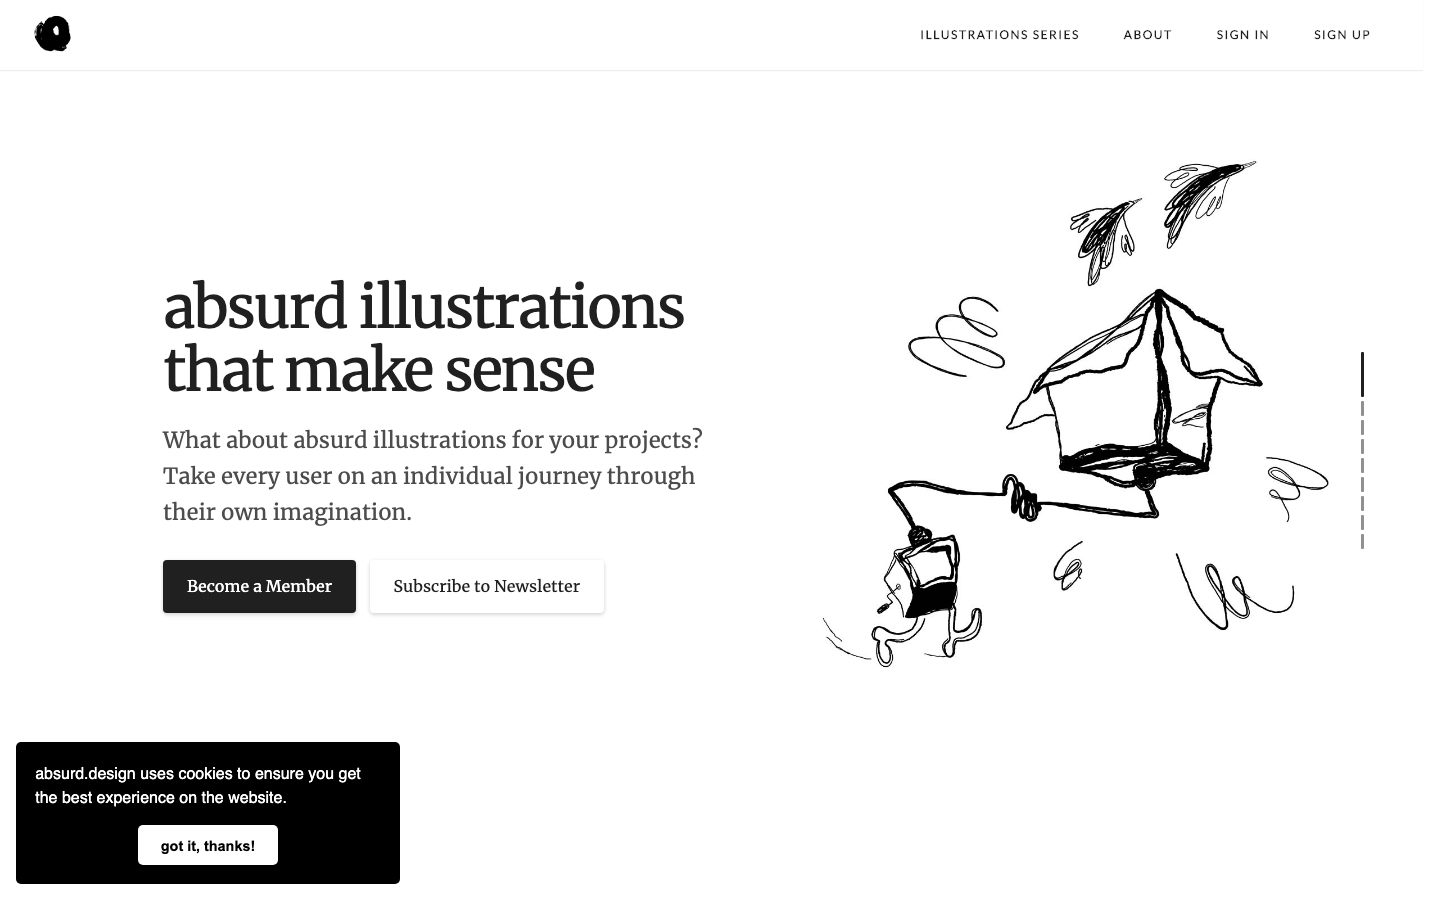 ILLUSTRATIONS SERIES
ABOUT
SIGN IN
SIGN UP
absurd illustrations
that make sense
What about absurd illustrations for your projects?
Take every user on an individual journey through
their own imagination.
Become a Member
Subscribe to Newsletter
absurd.design uses cookies to ensure you get
the best experience on the website.
got it, thanks!